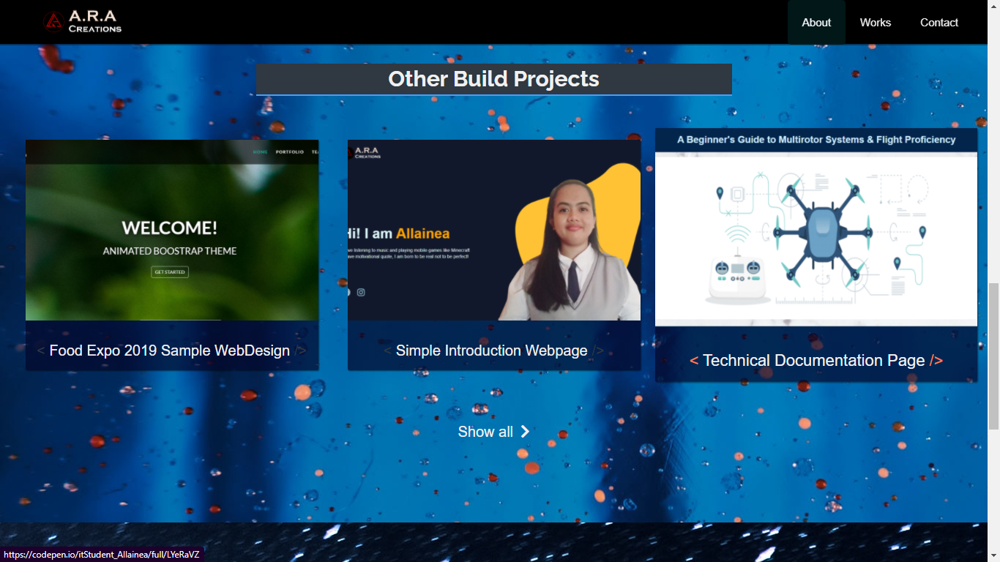 A.R.A
CREATIONS
About
Works
Contact
Other Build Projects
HOME PORTFOLIO
WELCOME!
ANIMATED BOOSTRAP THEME
GET STARTED
< Food Expo 2019 Sample WebDesign />
A.R.A
CREATIONS
Hi! I am Allainea
ve listening to music and playing mobile games like Minecraft
ave motivational quote, I am born to be real not to be perfect!
< Simple Introduction Webpage />
A Beginner's Guide to Multirotor Systems & Flight Proficiency
< Technical Documentation Page />
Show all
https://codepen.io/itStudent_Allainea/full/LYeRaVZ